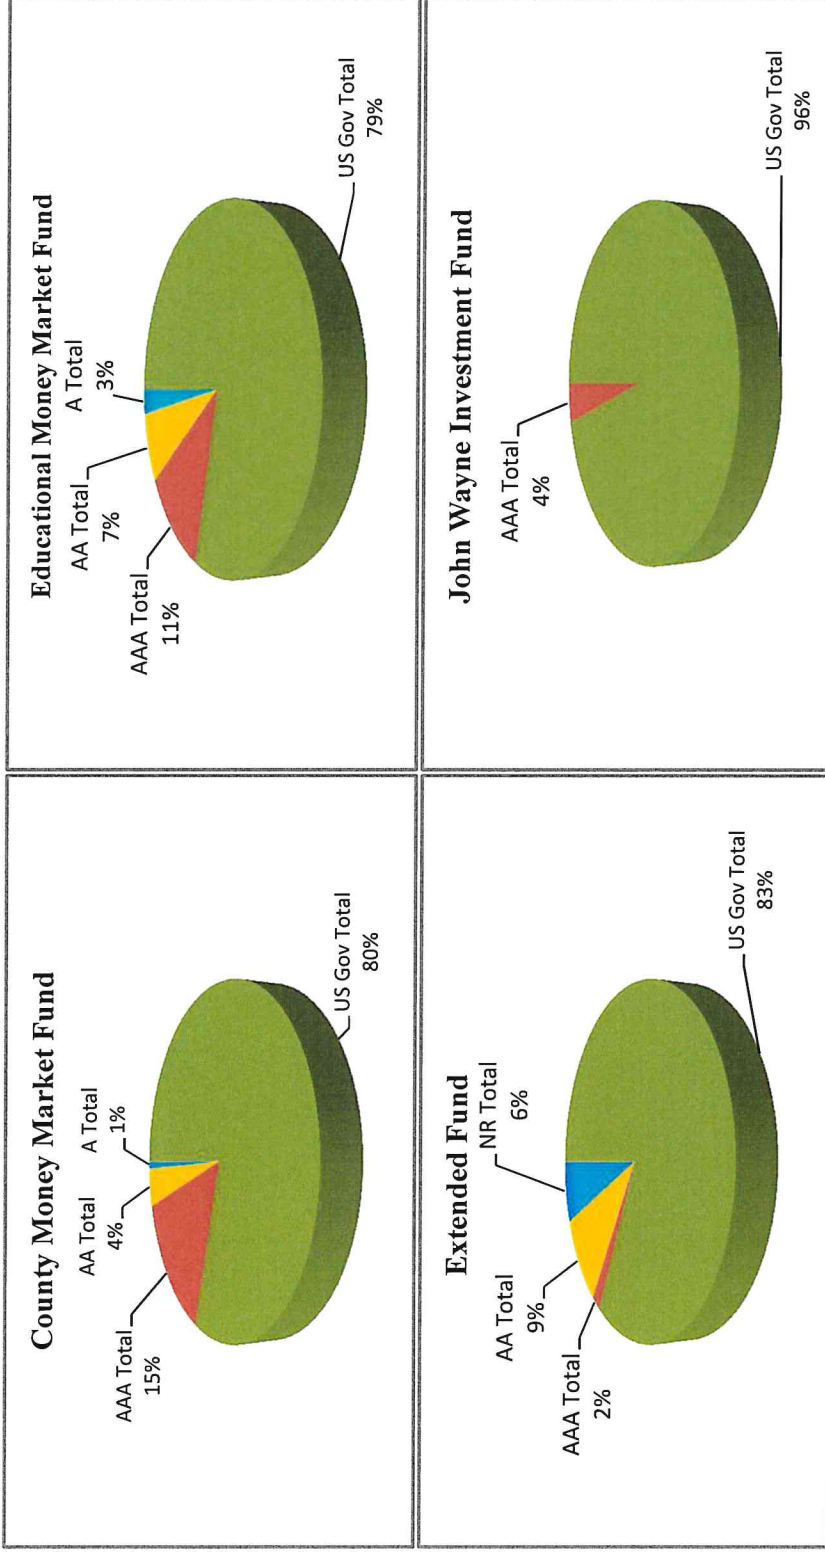 County Money Market Fund
A Total
1%
AA Total
4%
AAA Total
15%
US Gov Total
80%
Educational Money Market Fund
A Total
3%
AA Total
7%
AAA Total
11%
US Gov Total
79%
Extended Fund
NR Total
6%
AA Total
9%
AAA Total
2%
US Gov Total
83%
John Wayne Investment Fund
AAA Total
4%
US Gov Total
96%